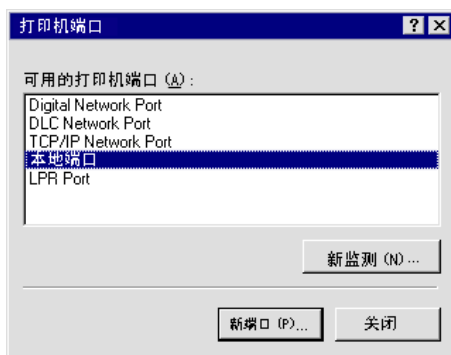 打印机端口
可用的打印机端口 (A) :
Digital Network Port
DLC Network Port
TCP/IP Network Port
本地端口
LPR Port
新监测 (N) ...
新端口 (P)...
关闭